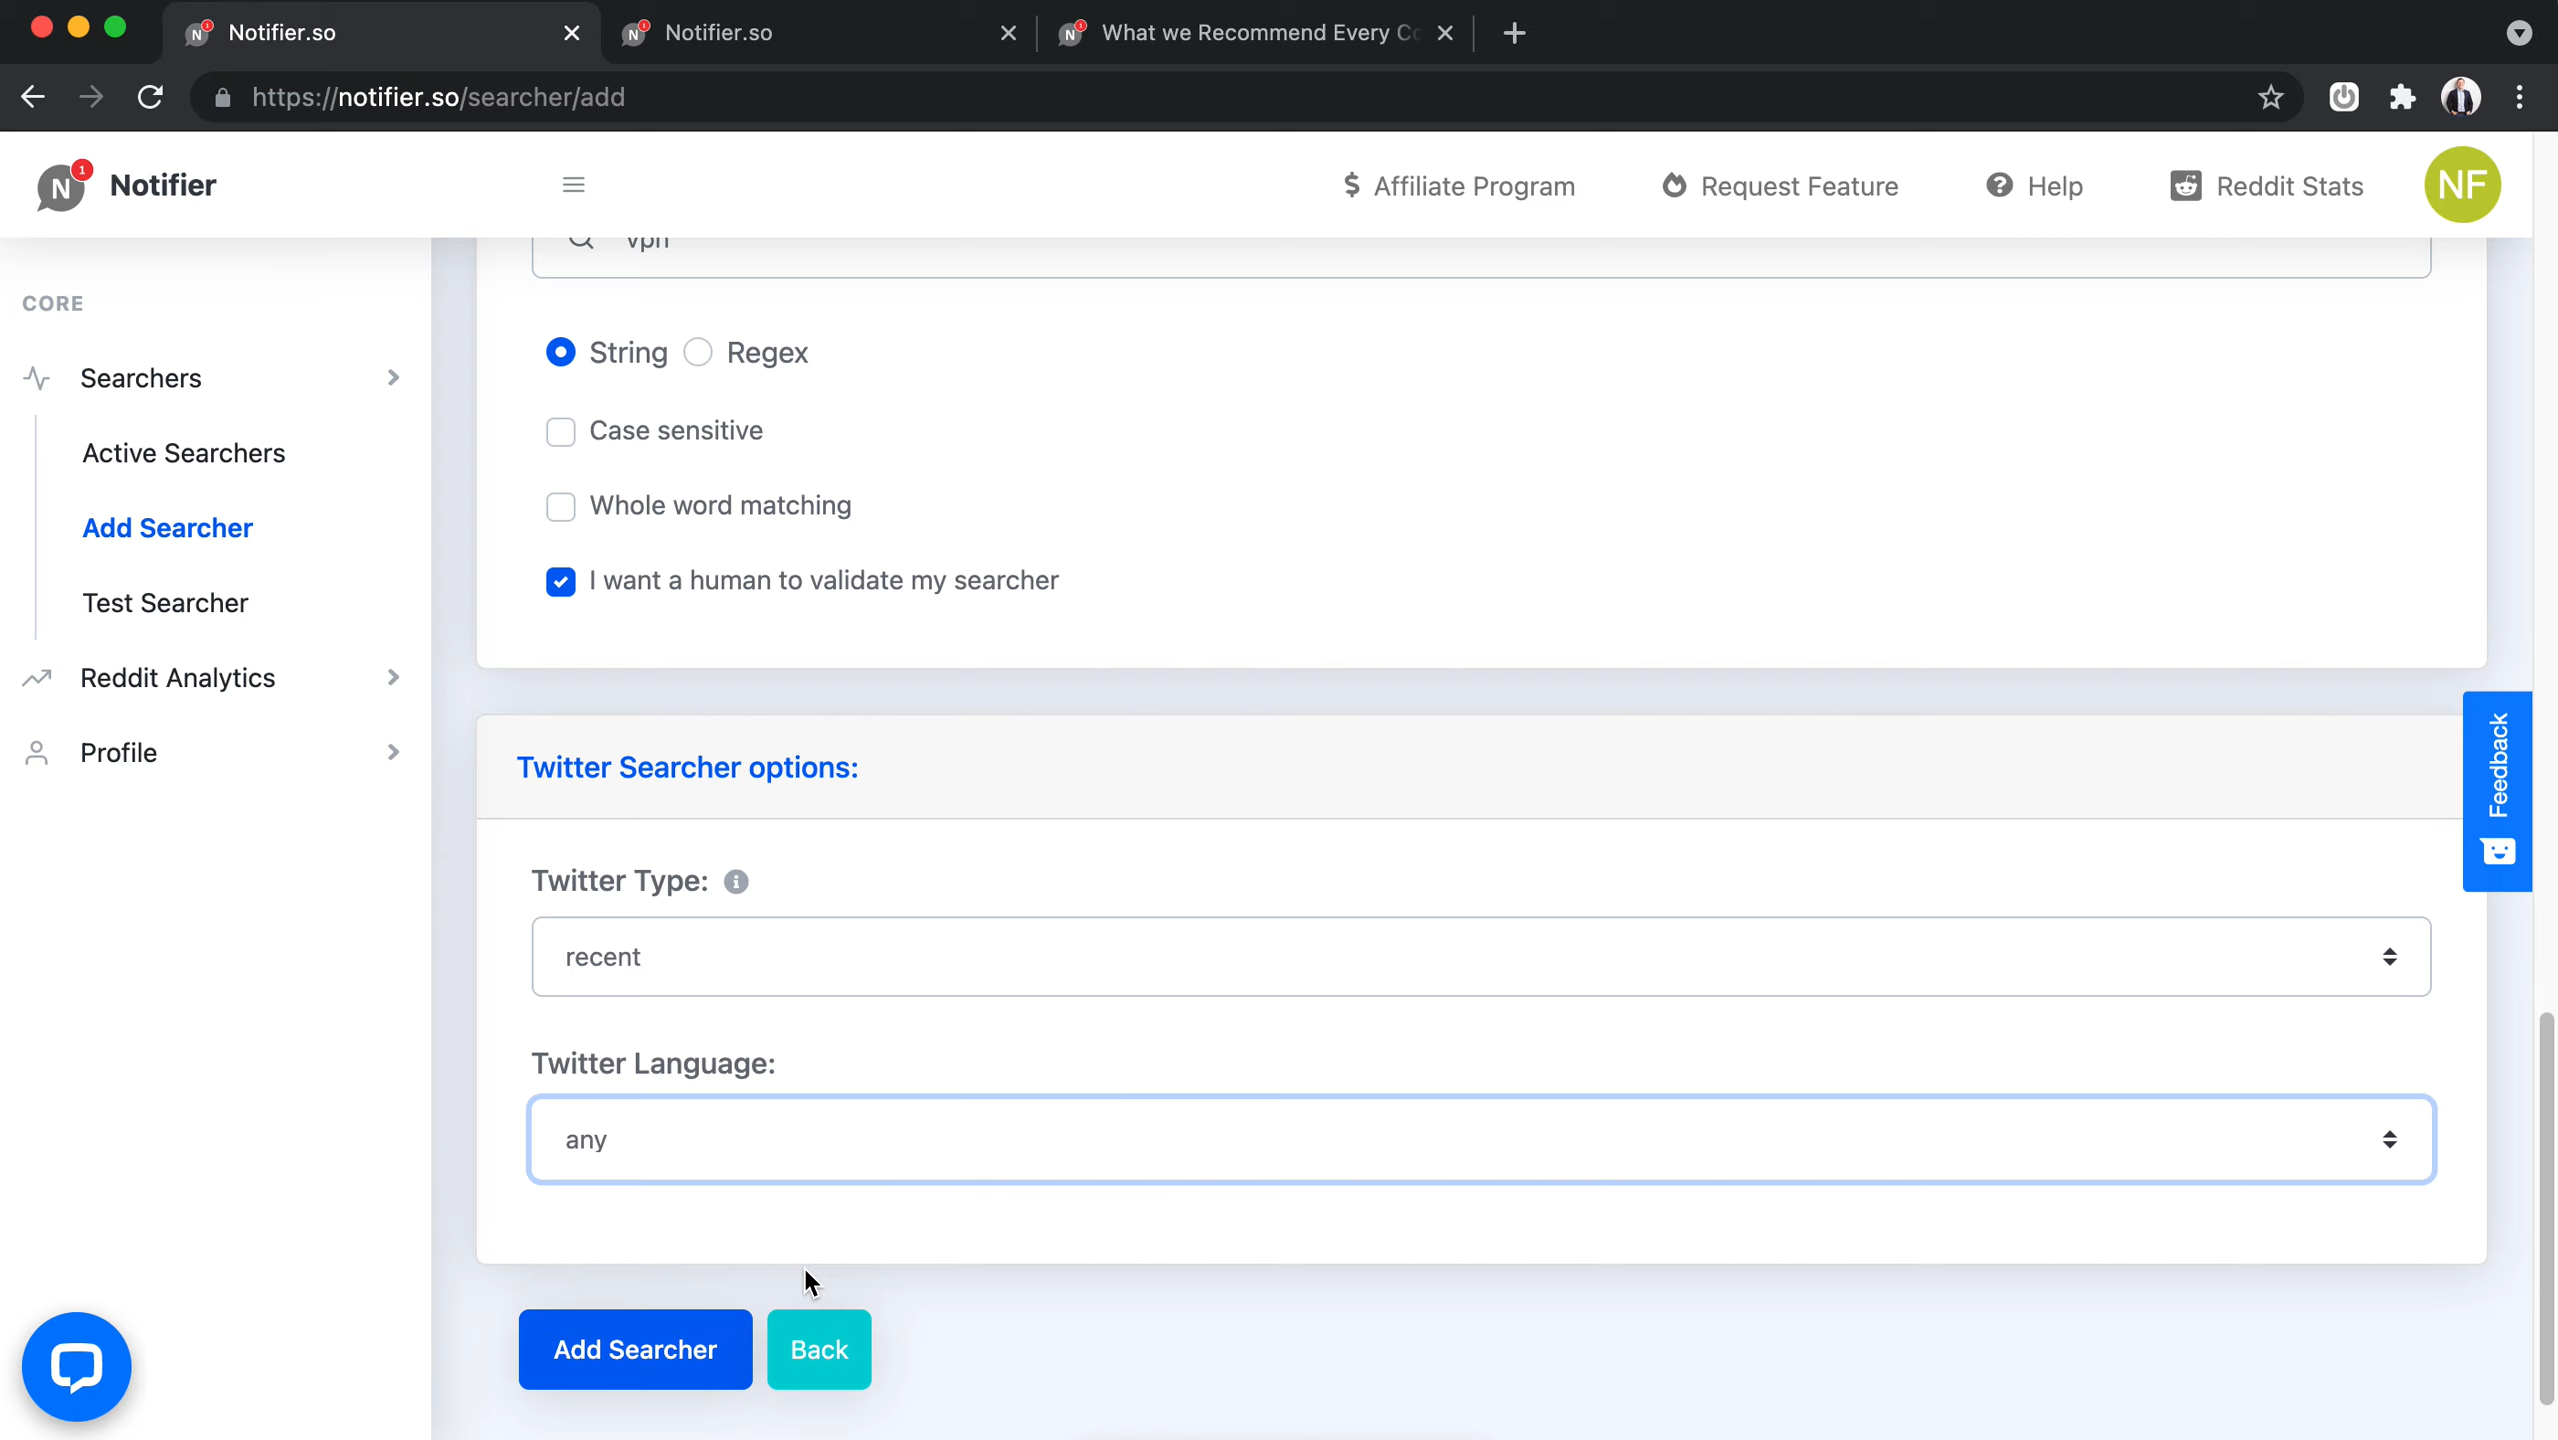 Notifier.so
Notifier.so
What we Recommend Every Co
https://notifier.so/searcher/add
N 1 Notifier
$ Affiliate Program
Request Feature
? Help
Reddit Stats
NF
vpn
CORE
Searchers
Active Searchers
Add Searcher
Test Searcher
Reddit Analytics
Profile
String
Regex
Case sensitive
Whole word matching
I want a human to validate my searcher
Twitter Searcher options:
Twitter Type:
recent
Twitter Language:
any
Add Searcher
Back
Feedback